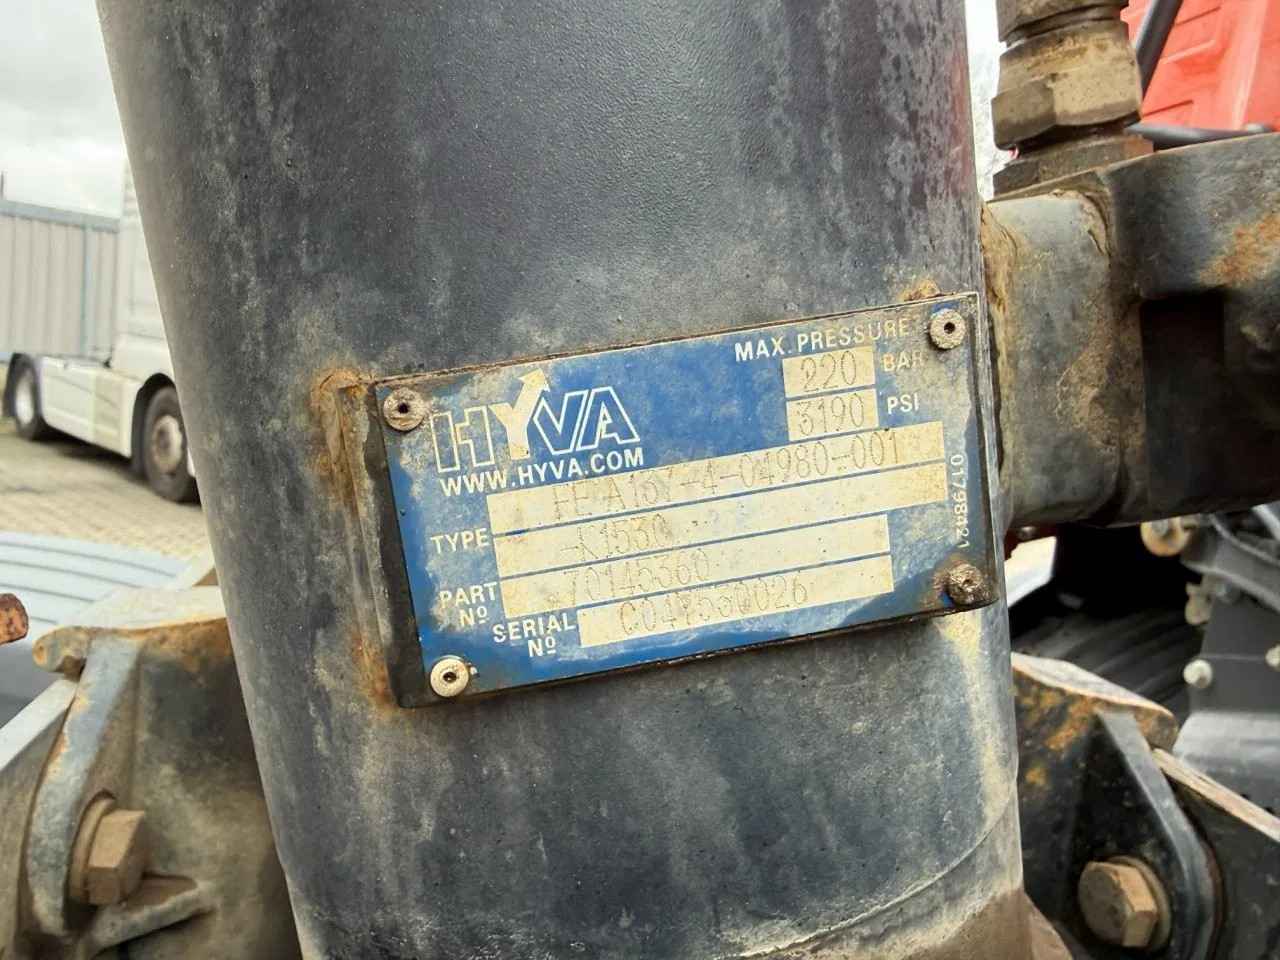 HYVA
WWW.HYVA.COM
MAX. PRESSURE
220 BAR
3190 PSI
TYPE FE A167-4-04980-001
-K1530
PART Nº 70145360
SERIAL Nº C047530026
01798421